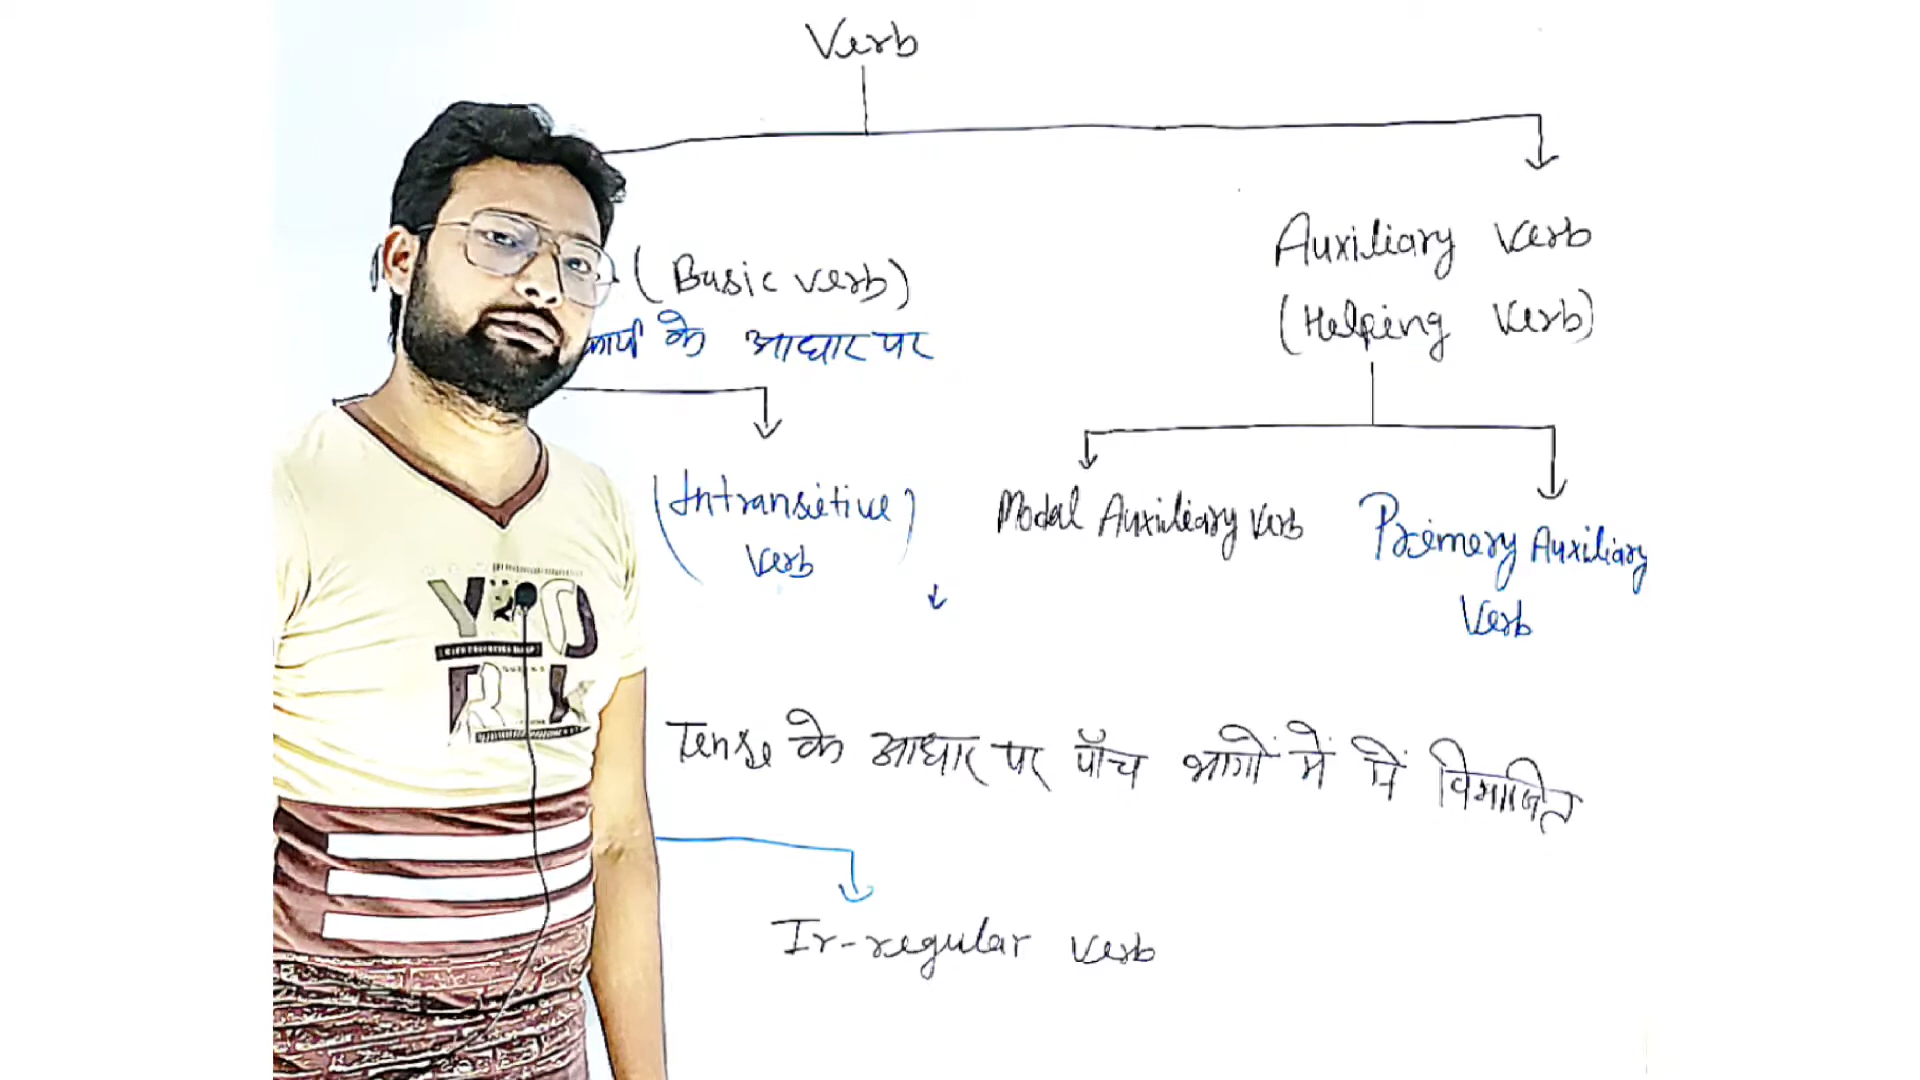 Verb
Auxiliary Verb
(Basic verb)
(Helping Verb)
कार्य के आधार पर
(Intransitive)
Verb
Modal Auxiliary Verb
Primery Auxiliary
Verb
Tense के आधार पर पाँच भागों में में विभाजित
Ir-regular verb